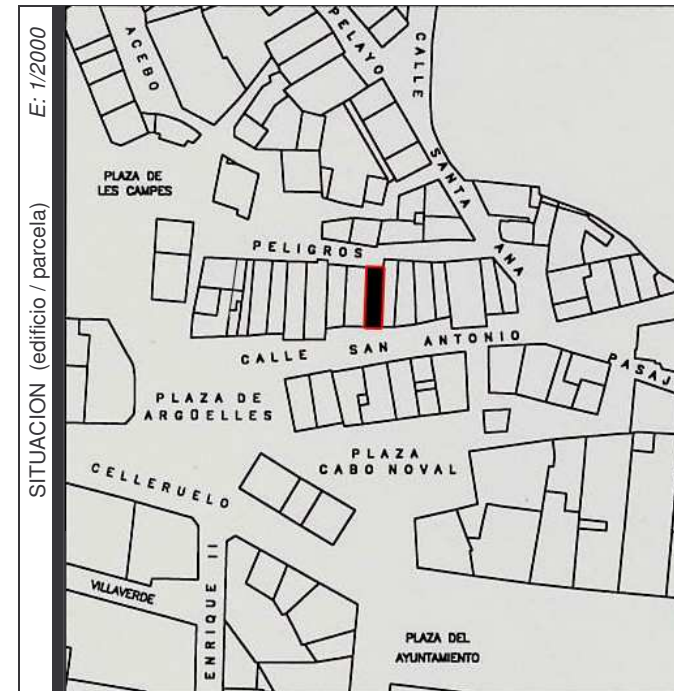 SITUACION (edificio / parcela) E: 1/2000
ACEBO
PELAYO
CALLE
PLAZA DE
LES CAMPES
SANTA ANA
PELIGROS
CALLE SAN ANTONIO
PASAJ
PLAZA DE
ARGÜELLES
PLAZA
CABO NOVAL
CELLERUELO
VILLAVERDE
ENRIQUE II
PLAZA DEL
AYUNTAMIENTO